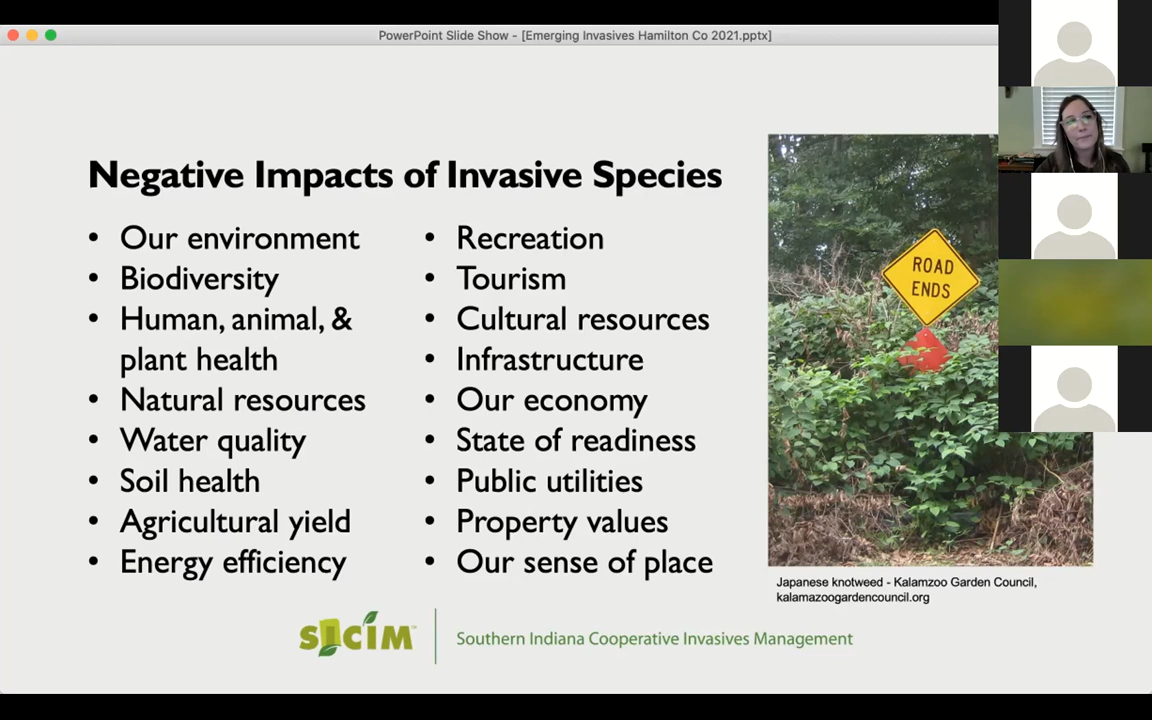 PowerPoint Slide Show - [Emerging Invasives Hamilton Co 2021.pptx]
Negative Impacts of Invasive Species
• Our environment
• Biodiversity
• Human, animal, &
plant health
• Natural resources
• Water quality
• Soil health
• Agricultural yield
• Energy efficiency
• Recreation
• Tourism
• Cultural resources
• Infrastructure
• Our economy
• State of readiness
• Public utilities
• Property values
• Our sense of place
ROAD
ENDS
Japanese knotweed - Kalamzoo Garden Council,
kalamazoogardencouncil.org
SICIM™
Southern Indiana Cooperative Invasives Management